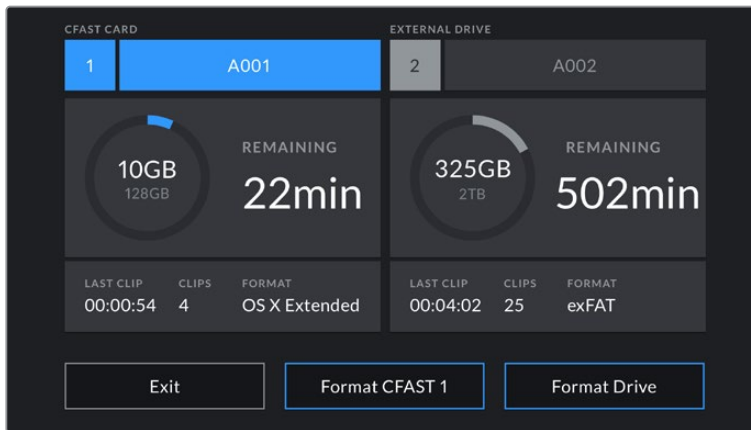 CFAST CARD
1 A001
10GB
128GB
REMAINING
22min
LAST CLIP CLIPS FORMAT
00:00:54 4 OS X Extended
EXTERNAL DRIVE
2 A002
325GB
2TB
REMAINING
502min
LAST CLIP CLIPS FORMAT
00:04:02 25 exFAT
Exit
Format CFAST 1
Format Drive